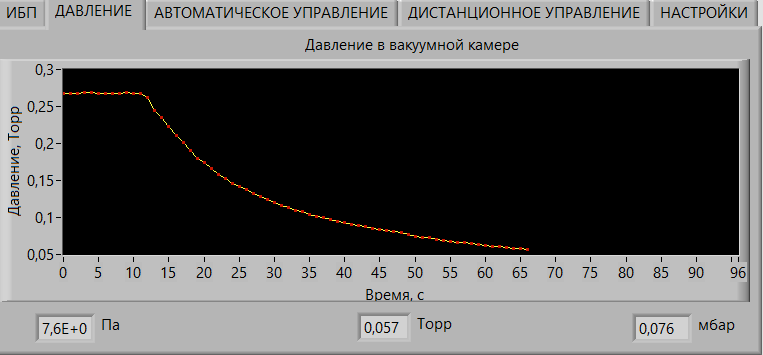 ИБП ДАВЛЕНИЕ АВТОМАТИЧЕСКОЕ УПРАВЛЕНИЕ ДИСТАНЦИОННОЕ УПРАВЛЕНИЕ НАСТРОЙКИ
Давление в вакуумной камере
Давление, Торр
0,3
0,25
0,2
0,15
0,1
0,05
0 5 10 15 20 25 30 35 40 45 50 55 60 65 70 75 80 85 90 96
Время, с
7,6E+0 Па 0,057 Торр 0,076 мбар